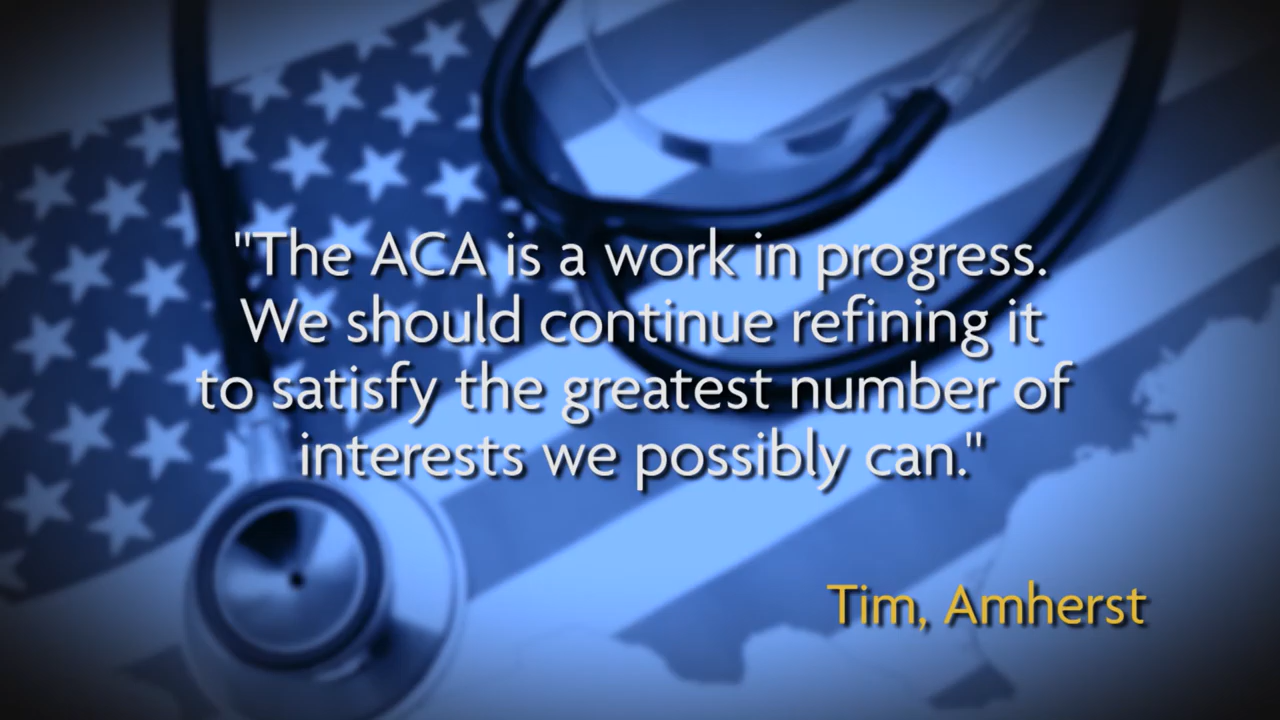 "The ACA is a work in progress.
We should continue refining it
to satisfy the greatest number of
interests we possibly can."
Tim, Amherst